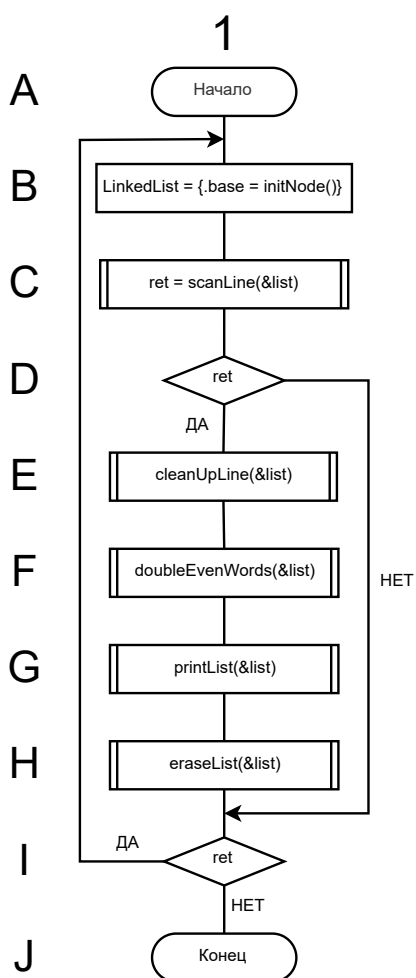 1
A
Начало
B
LinkedList = {.base = initNode()}
C
ret = scanLine(&list)
D
ret
ДА
E
cleanUpLine(&list)
F
doubleEvenWords(&list)
НЕТ
G
printList(&list)
H
eraseList(&list)
ДА
I
ret
НЕТ
J
Конец